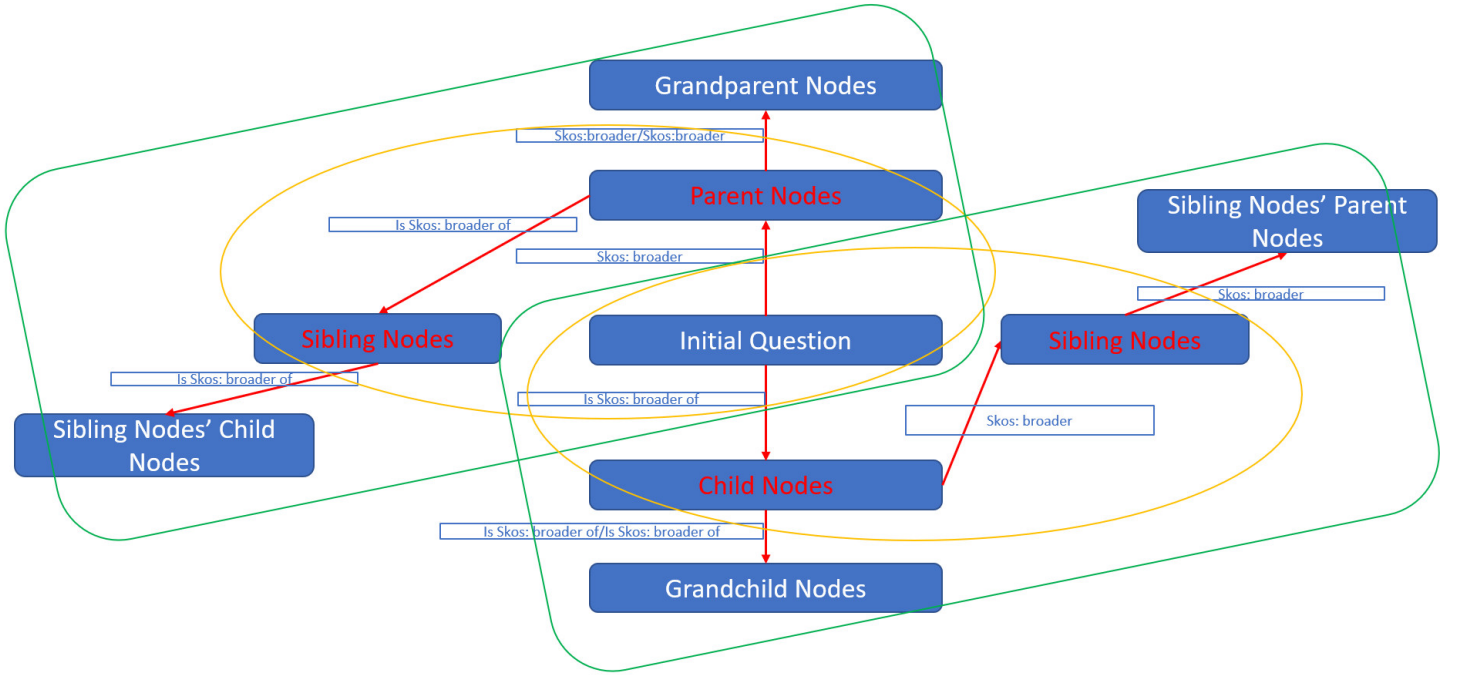 Grandparent Nodes
Skos:broader/Skos:broader
Parent Nodes
Sibling Nodes' Parent
Nodes
Is Skos: broader of
Skos: broader
Skos: broader
Sibling Nodes
Initial Question
Sibling Nodes
Is Skos: broader of
Is Skos: broader of
Skos: broader
Sibling Nodes' Child
Nodes
Child Nodes
Is Skos: broader of/Is Skos: broader of
Grandchild Nodes